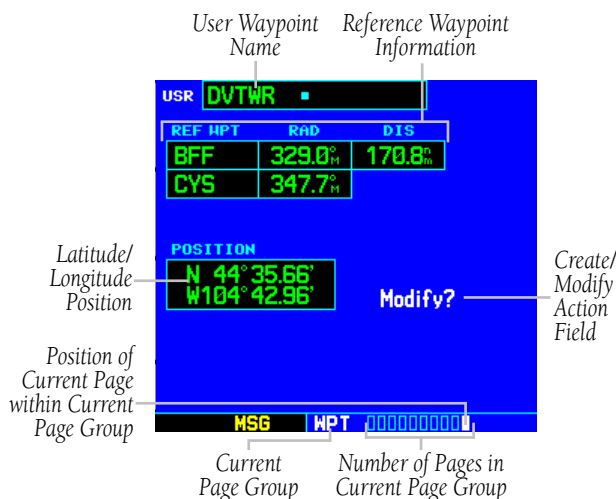 User Waypoint Name
Reference Waypoint Information
USR DVTWR
REF WPT RAD DIS
BFF 329.0°M 170.8nm
CYS 347.7°M
Latitude/ Longitude Position
POSITION
N 44°35.66'
W104°42.96'
Modify?
Create/ Modify Action Field
Position of Current Page within Current Page Group
MSG WPT
Current Page Group
Number of Pages in Current Page Group